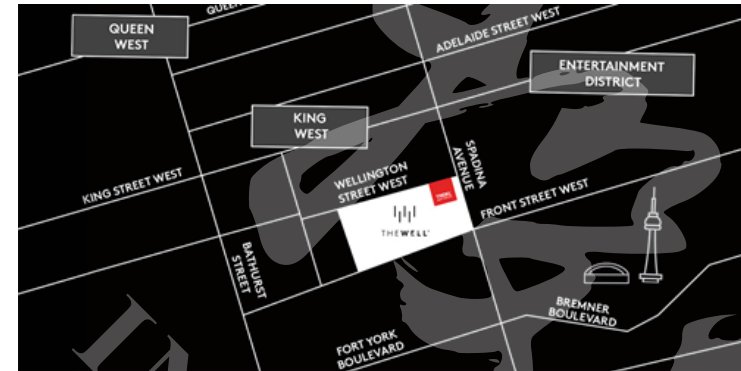 QUEEN
WEST
ADELAIDE STREET WEST
ENTERTAINMENT
DISTRICT
KING
WEST
KING STREET WEST
WELLINGTON
STREET WEST
SPADINA
AVENUE
THEWELL
FRONT STREET WEST
BATHURST
STREET
BREMNER
BOULEVARD
FORT YORK
BOULEVARD